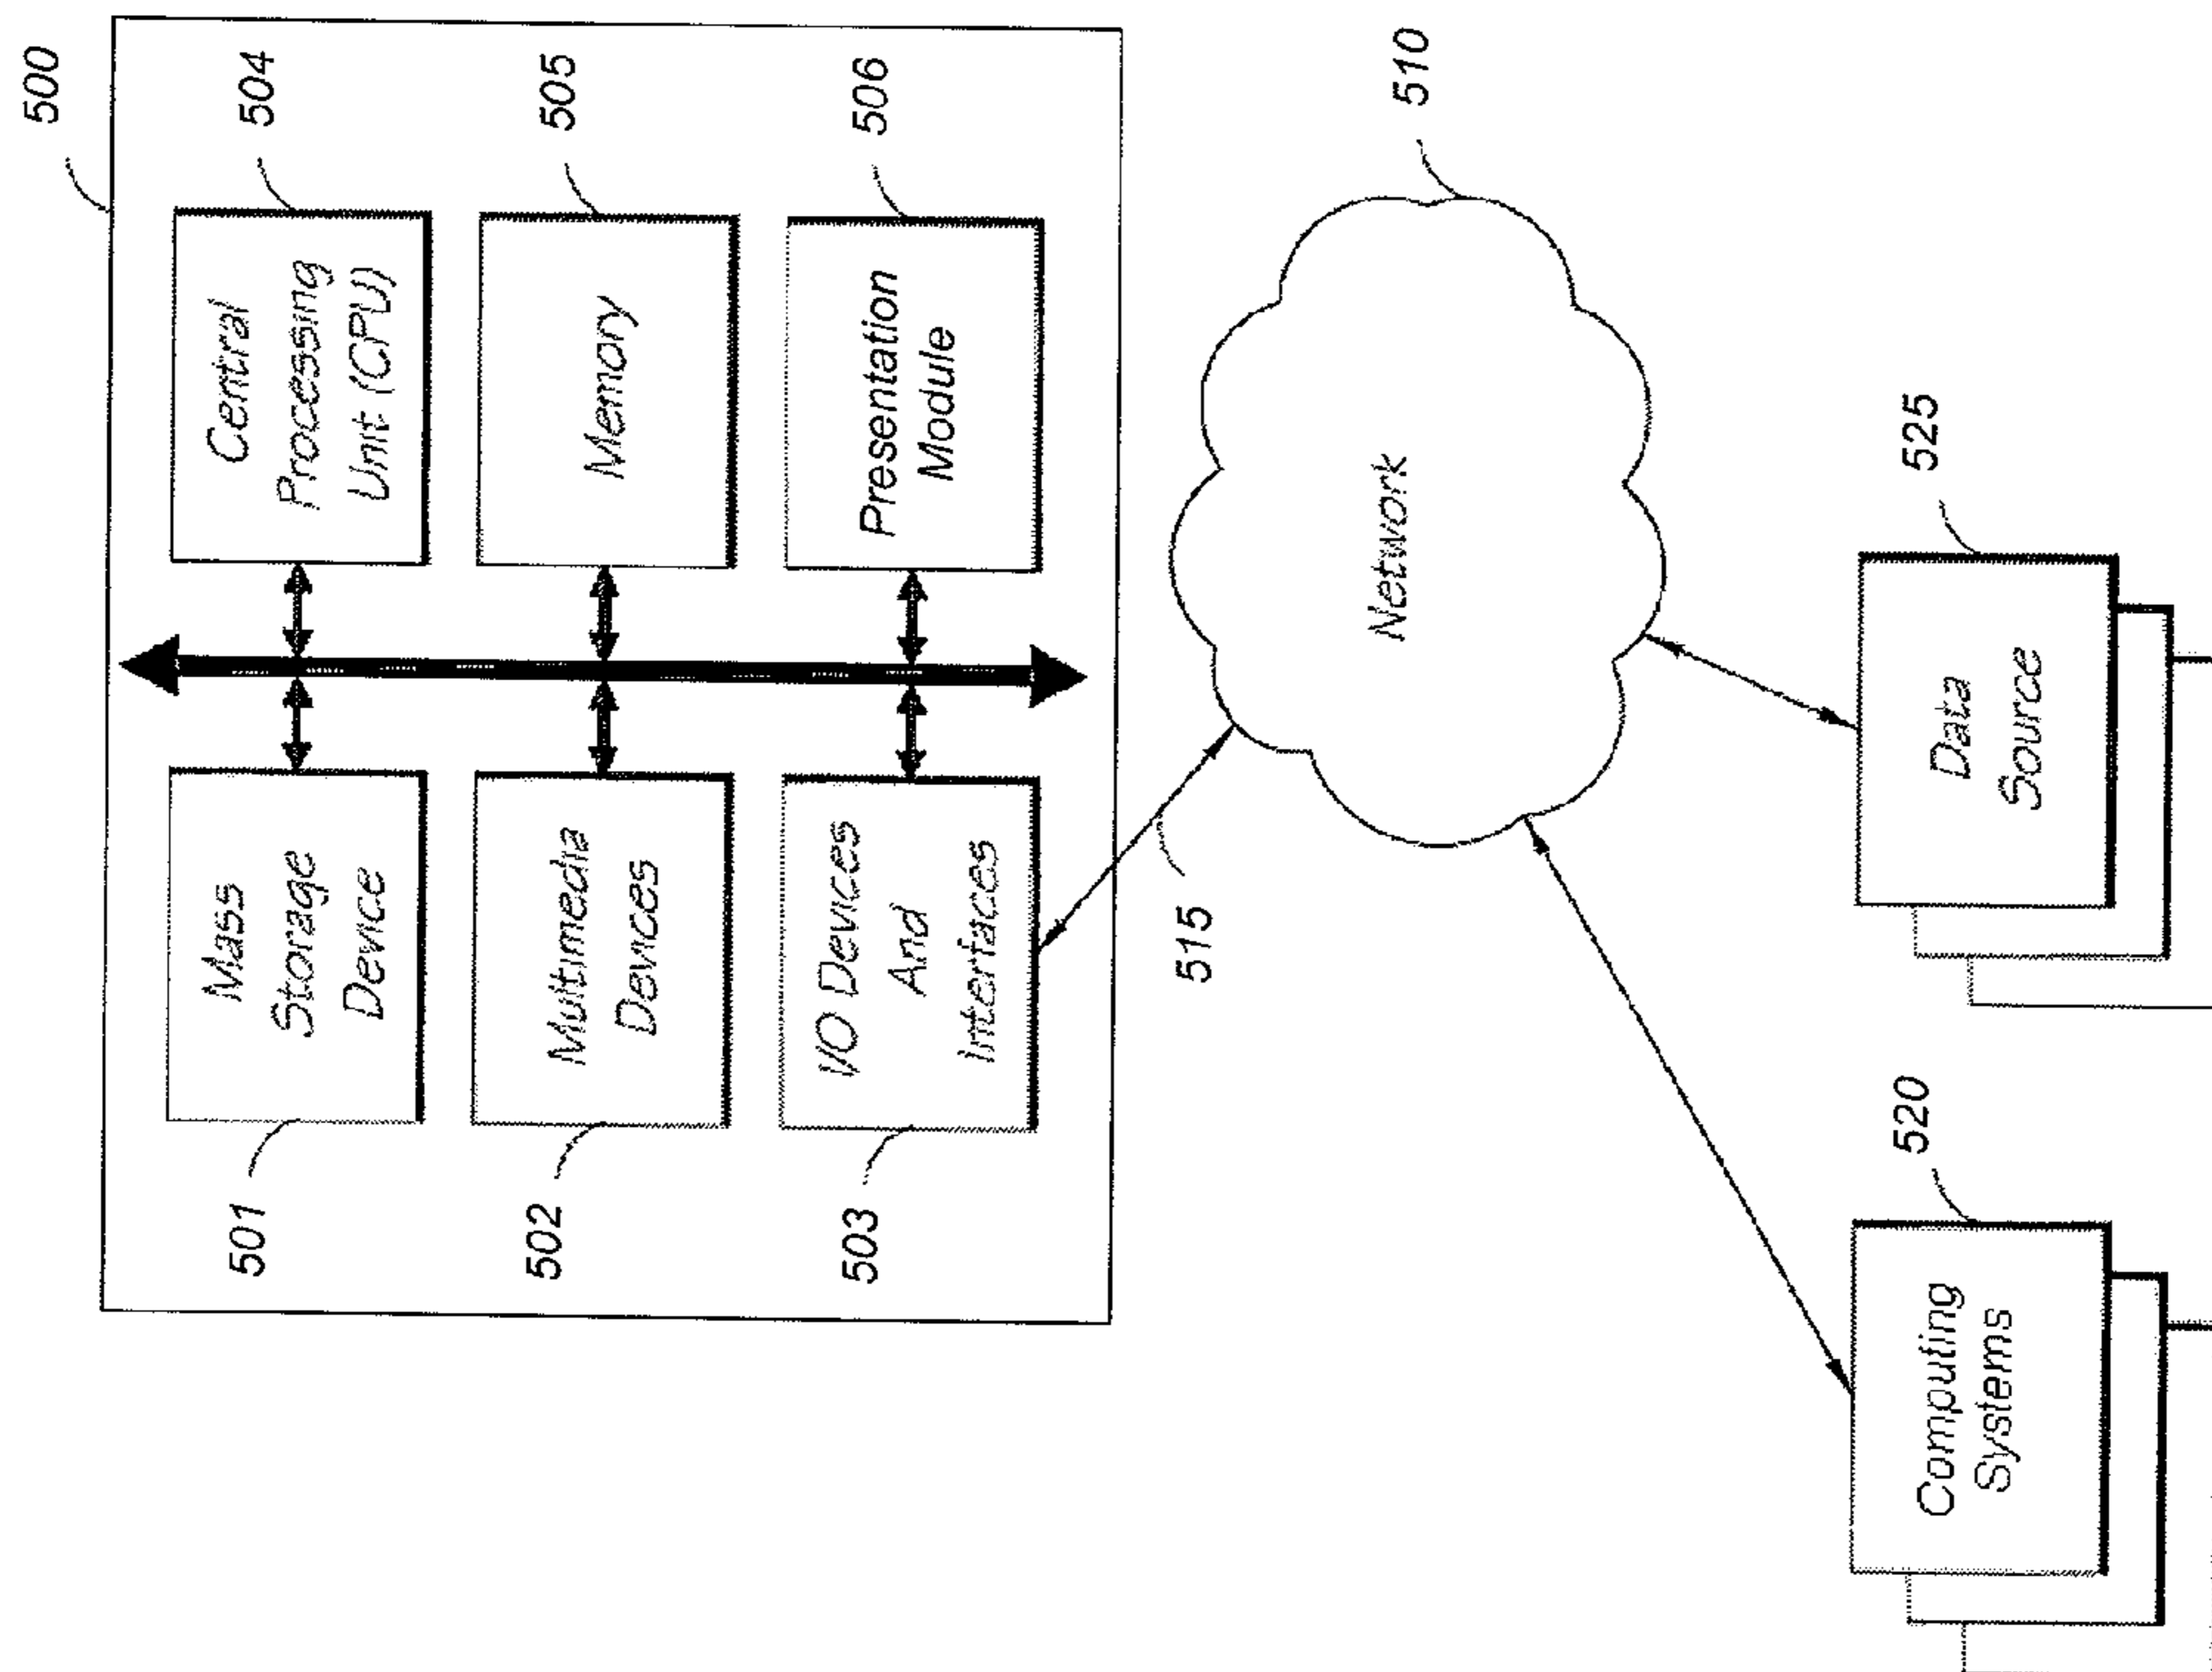 500
501
Mass
Storage
Device
Central
Processing
Unit (CPU)
504
502
Multimedia
Devices
Memory
505
503
I/O Devices
And
Interfaces
Presentation
Module
506
515
Network
510
520
Computing
Systems
525
Data
Source